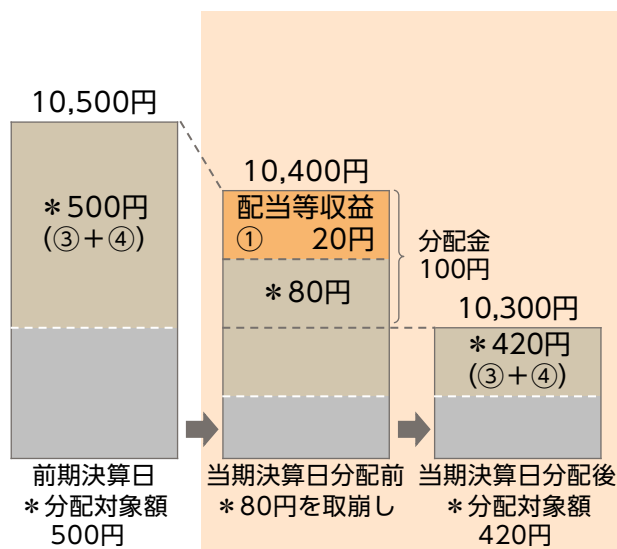 10,500円
＊500円
(③＋④)
前期決算日
＊分配対象額
500円
10,400円
配当等収益
① 20円
＊80円
分配金
100円
当期決算日分配前
＊80円を取崩し
10,300円
＊420円
(③＋④)
当期決算日分配後
＊分配対象額
420円